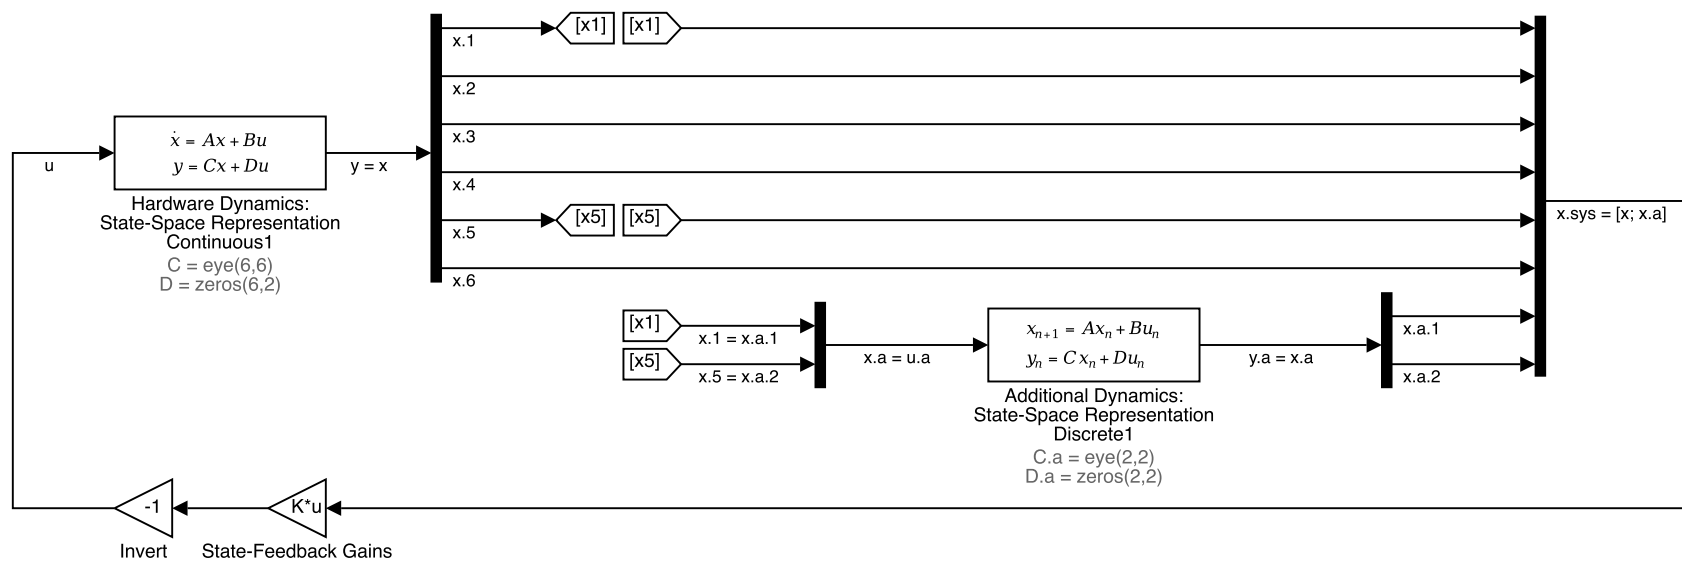 [x1]
[x1]
x.1
x.2
x.3
x.4
[x5]
[x5]
x.5
x.6
u
ẋ = Ax + Bu
y = Cx + Du
y = x
Hardware Dynamics:
State-Space Representation
Continuous1
C = eye(6,6)
D = zeros(6,2)
x.sys = [x; x.a]
[x1]
x.1 = x.a.1
[x5]
x.5 = x.a.2
x.a = u.a
xₙ₊₁ = Axₙ + Buₙ
yₙ = Cxₙ + Duₙ
y.a = x.a
x.a.1
x.a.2
Additional Dynamics:
State-Space Representation
Discrete1
C.a = eye(2,2)
D.a = zeros(2,2)
-1
K*u
Invert
State-Feedback Gains